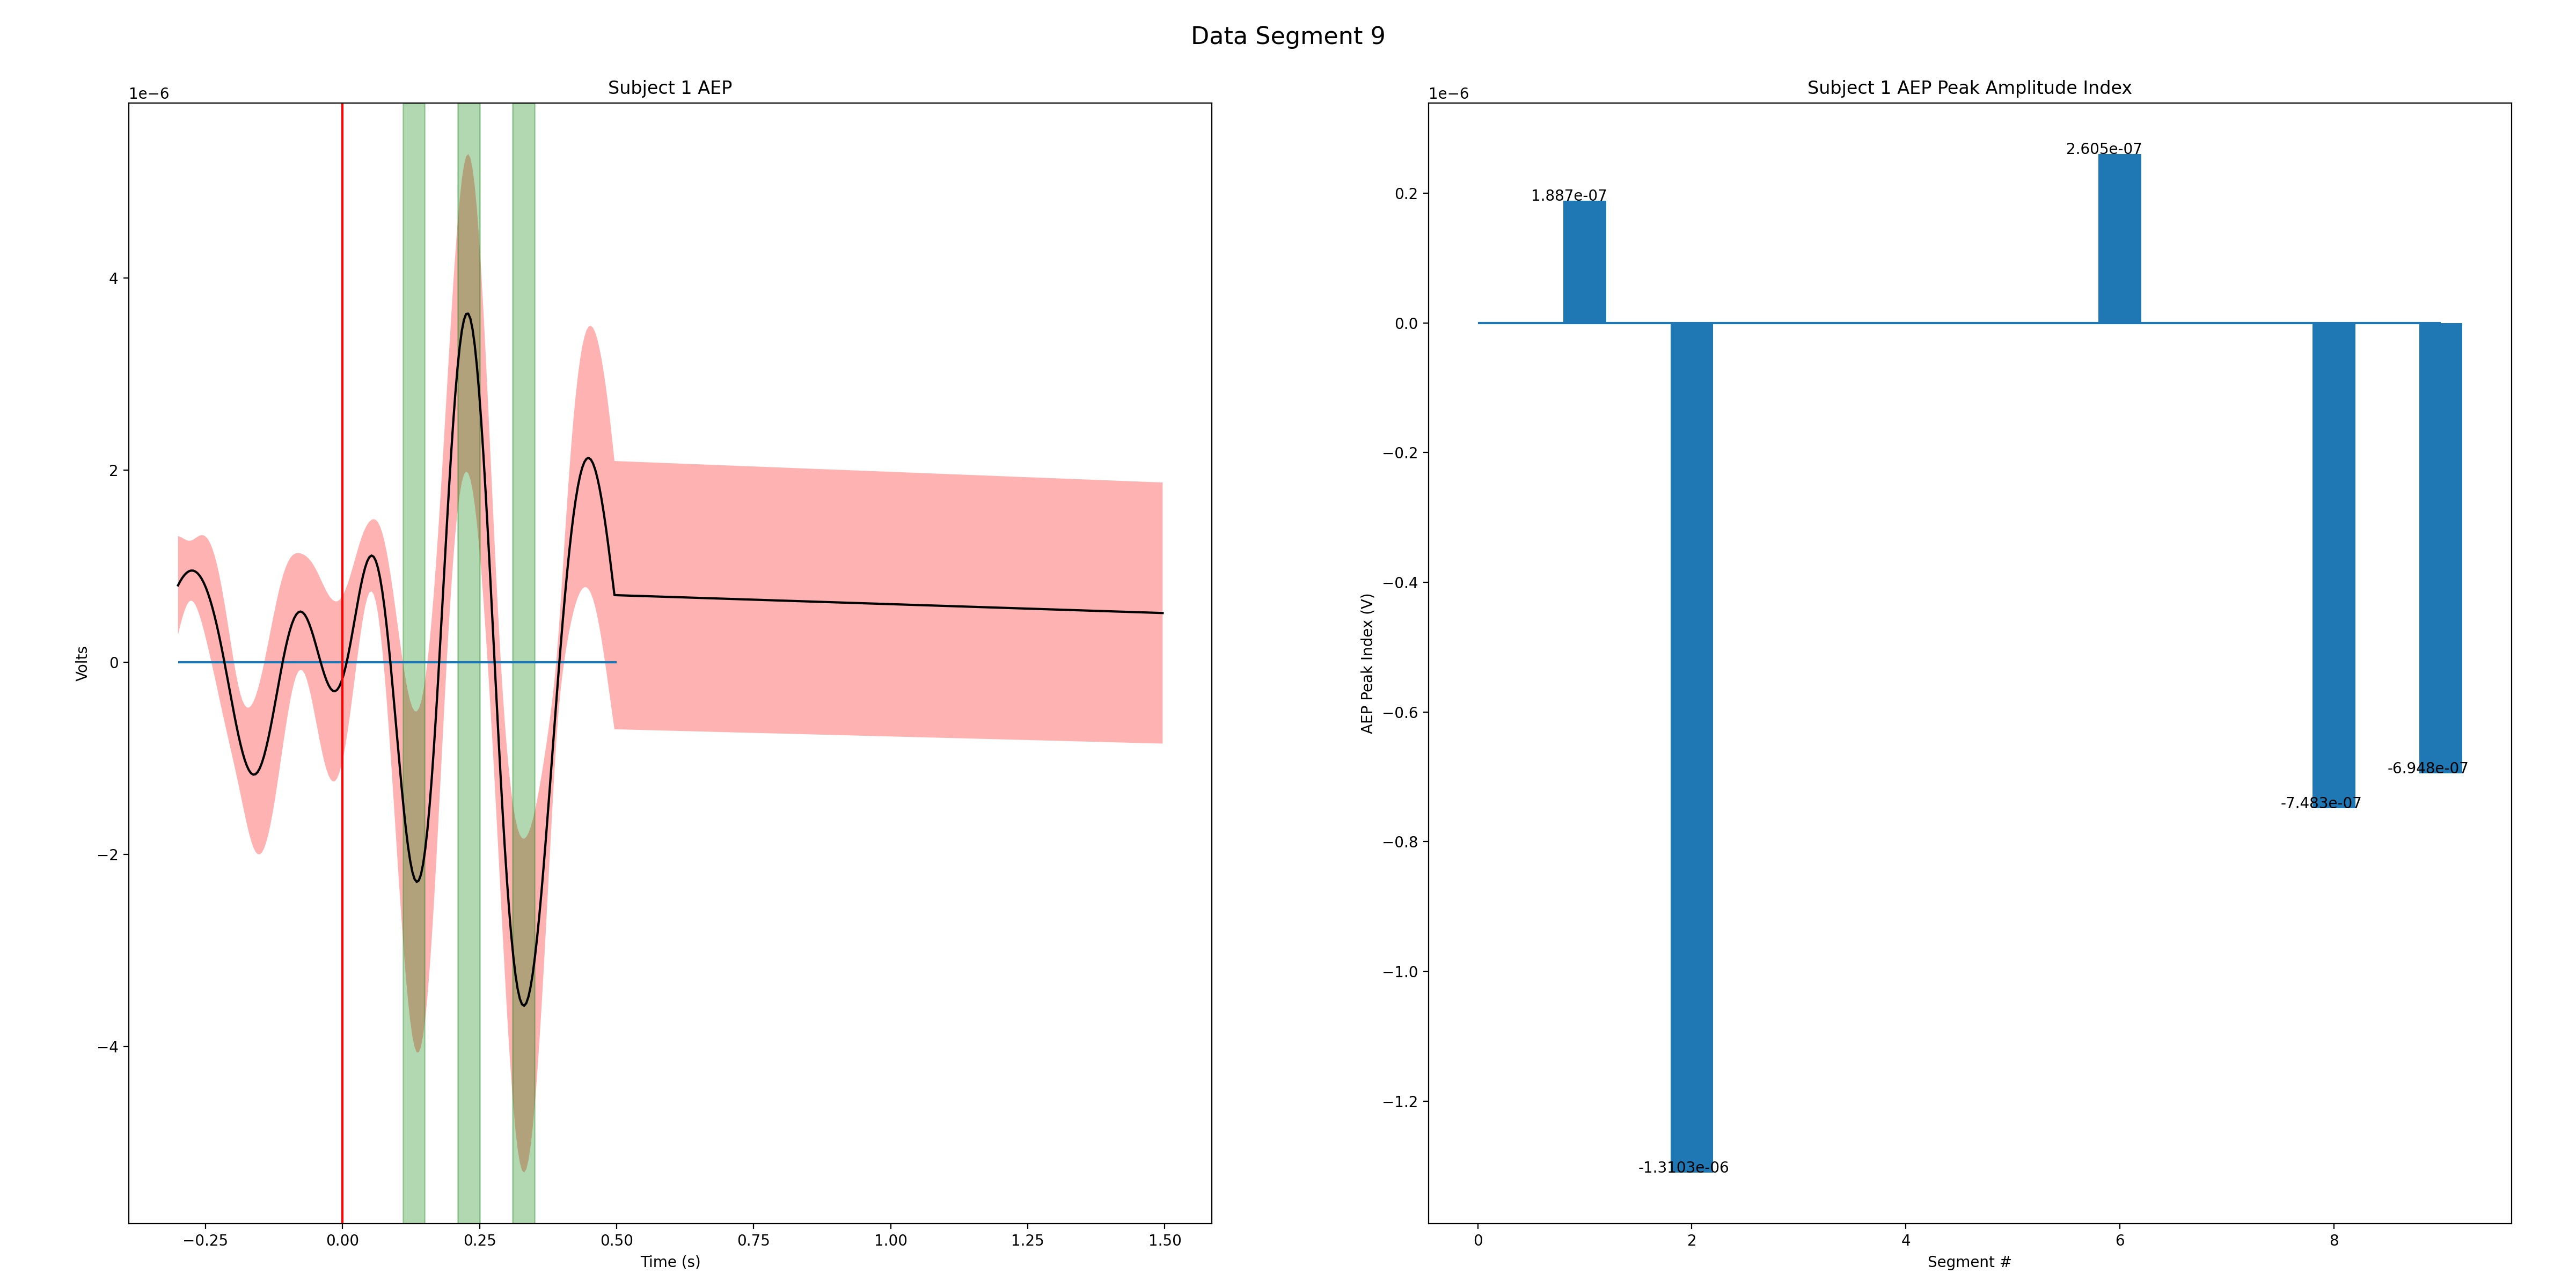 Data Segment 9
Subject 1 AEP
1e−6
4
2
0
−2
−4
Volts
−0.25 0.00 0.25 0.50 0.75 1.00 1.25 1.50
Time (s)
Subject 1 AEP Peak Amplitude Index
1e−6
0.2
0.0
−0.2
−0.4
−0.6
−0.8
−1.0
−1.2
AEP Peak Index (V)
1.887e-07
-1.3103e-06
2.605e-07
-7.483e-07
-6.948e-07
0 2 4 6 8
Segment #